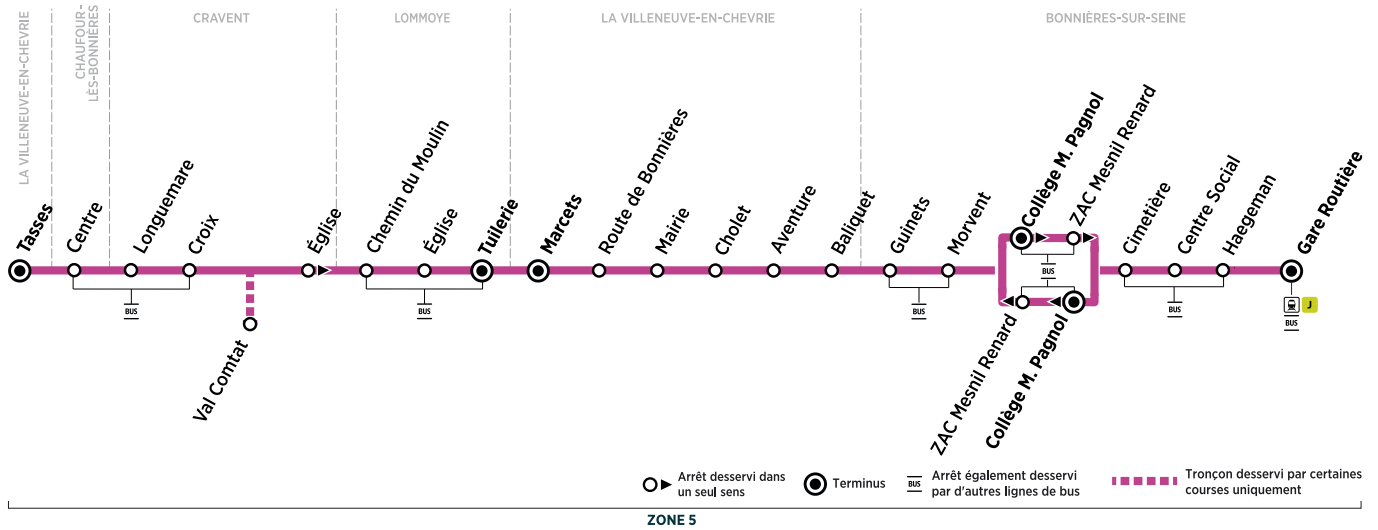 LA VILLENEUVE-EN-CHEVRIE
CHAUFOUR-
LÈS-BONNIÈRES
CRAVENT
LOMMOYE
LA VILLENEUVE-EN-CHEVRIE
BONNIÈRES-SUR-SEINE
Tasses
Centre
Longuemare
Croix
Église
Chemin du Moulin
Église
Tuilerie
Marcets
Route de Bonnières
Mairie
Cholet
Aventure
Baliquet
Guinets
Morvent
Collège M. Pagnol
ZAC Mesnil Renard
Cimetière
Centre Social
Haegeman
Gare Routière
BUS
BUS
BUS
BUS
BUS
BUS
J
BUS
Val Comtat
ZAC Mesnil Renard
Collège M. Pagnol
Arrêt desservi dans
un seul sens
Terminus
BUS
Arrêt également desservi
par d'autres lignes de bus
Tronçon desservi par certaines
courses uniquement
ZONE 5